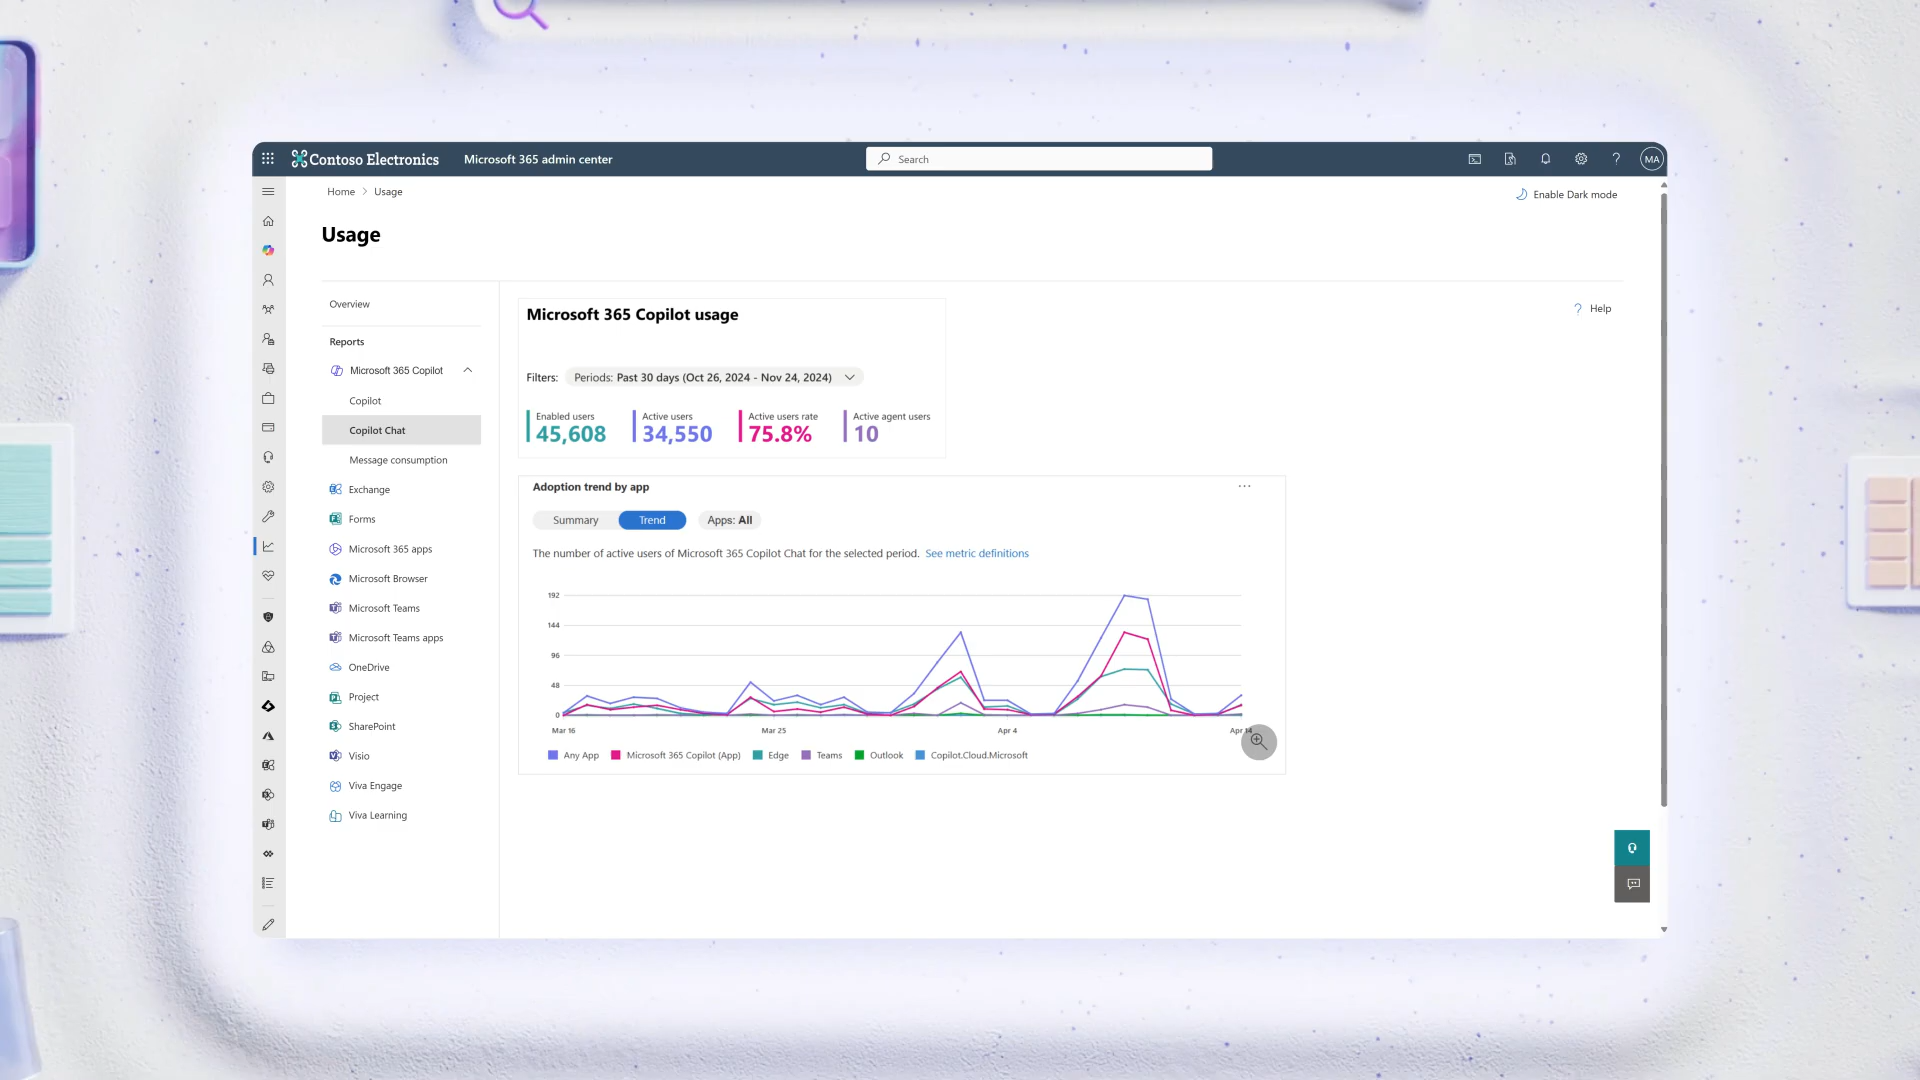 Contoso Electronics
Microsoft 365 admin center
Search
MA
Home > Usage
Enable Dark mode
Usage
Overview
Reports
Microsoft 365 Copilot
Copilot
Copilot Chat
Message consumption
Exchange
Forms
Microsoft 365 apps
Microsoft Browser
Microsoft Teams
Microsoft Teams apps
OneDrive
Project
SharePoint
Visio
Viva Engage
Viva Learning
Microsoft 365 Copilot usage
? Help
Filters: Periods: Past 30 days (Oct 26, 2024 - Nov 24, 2024)
Enabled users
45,608
Active users
34,550
Active users rate
75.8%
Active agent users
10
Adoption trend by app
...
Summary Trend Apps: All
The number of active users of Microsoft 365 Copilot Chat for the selected period. See metric definitions
192
144
96
48
0
Mar 16 Mar 25 Apr 4 Apr 14
Any App Microsoft 365 Copilot (App) Edge Teams Outlook Copilot.Cloud.Microsoft